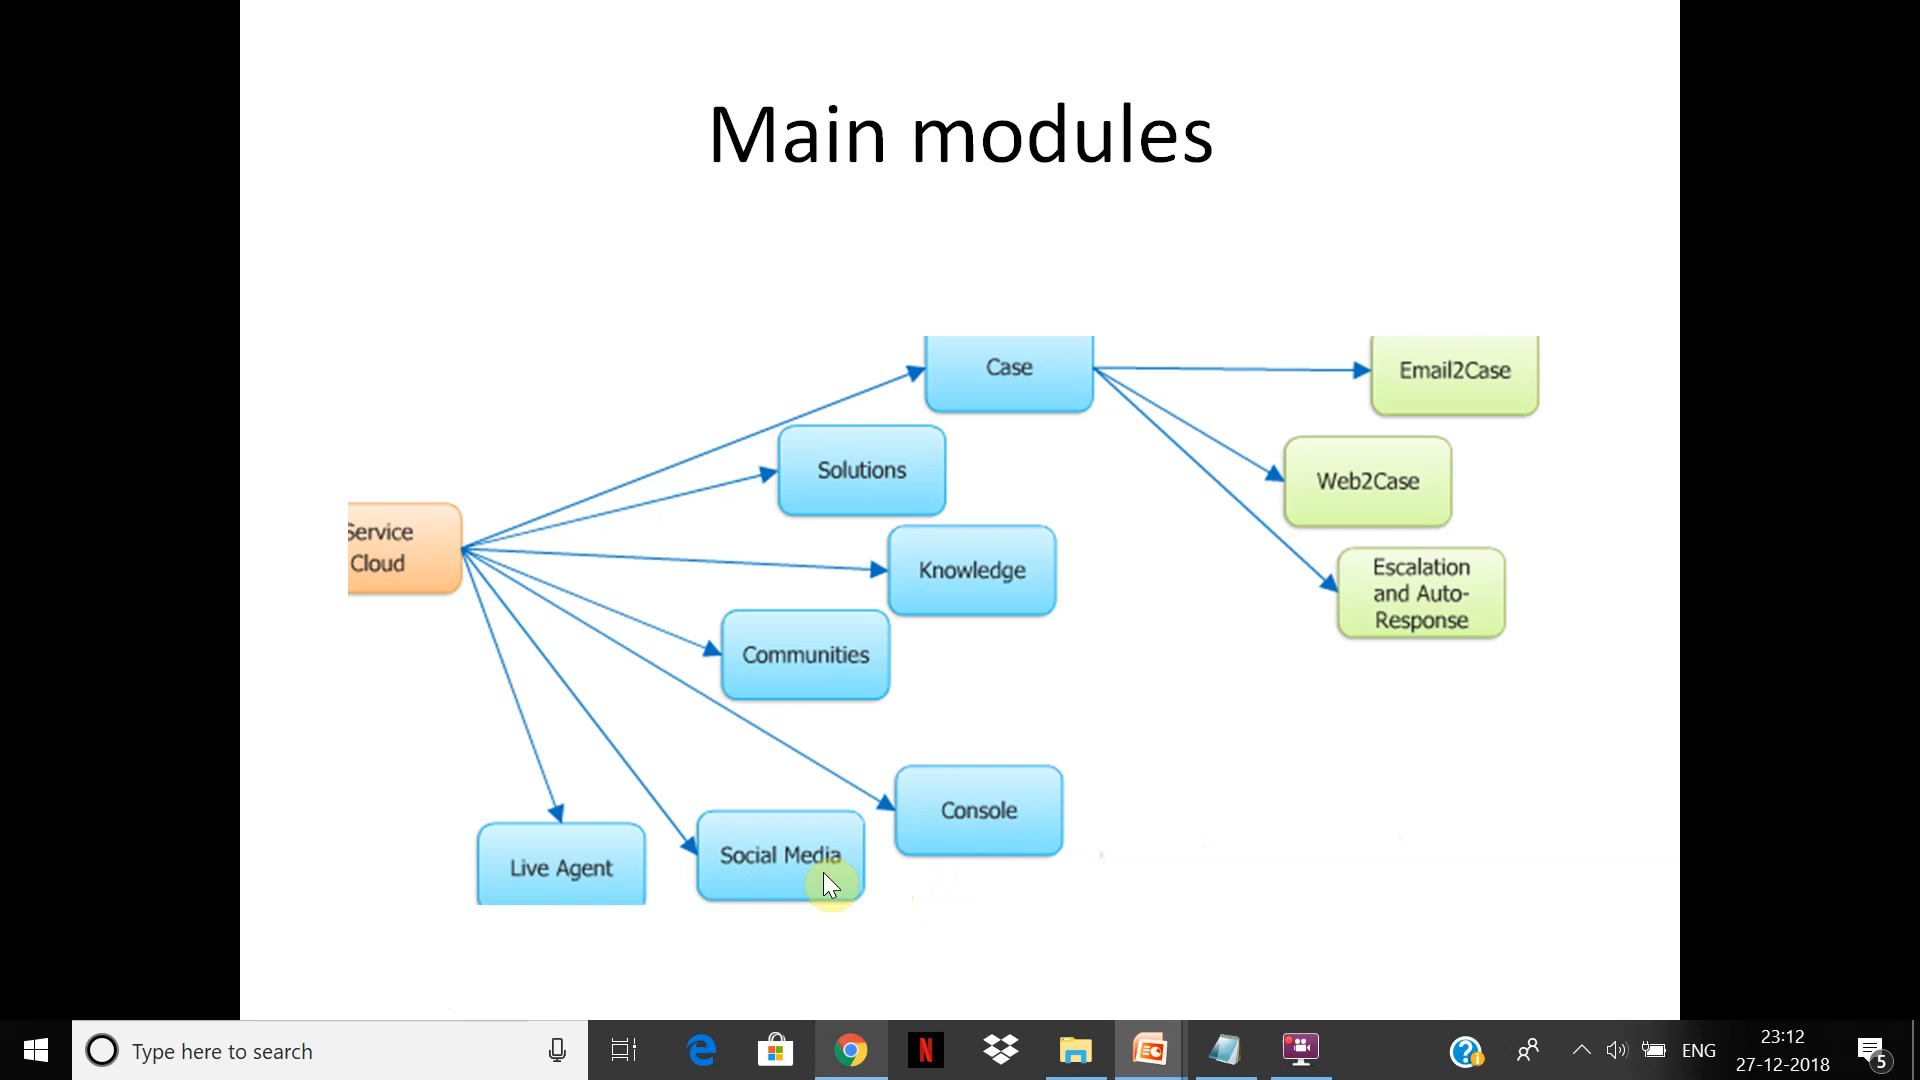 Main modules
Case
Email2Case
Solutions
Web2Case
Service
Cloud
Knowledge
Escalation
and Auto-
Response
Communities
Console
Social Media
Live Agent
Type here to search
N
ENG
23:12
27-12-2018
5